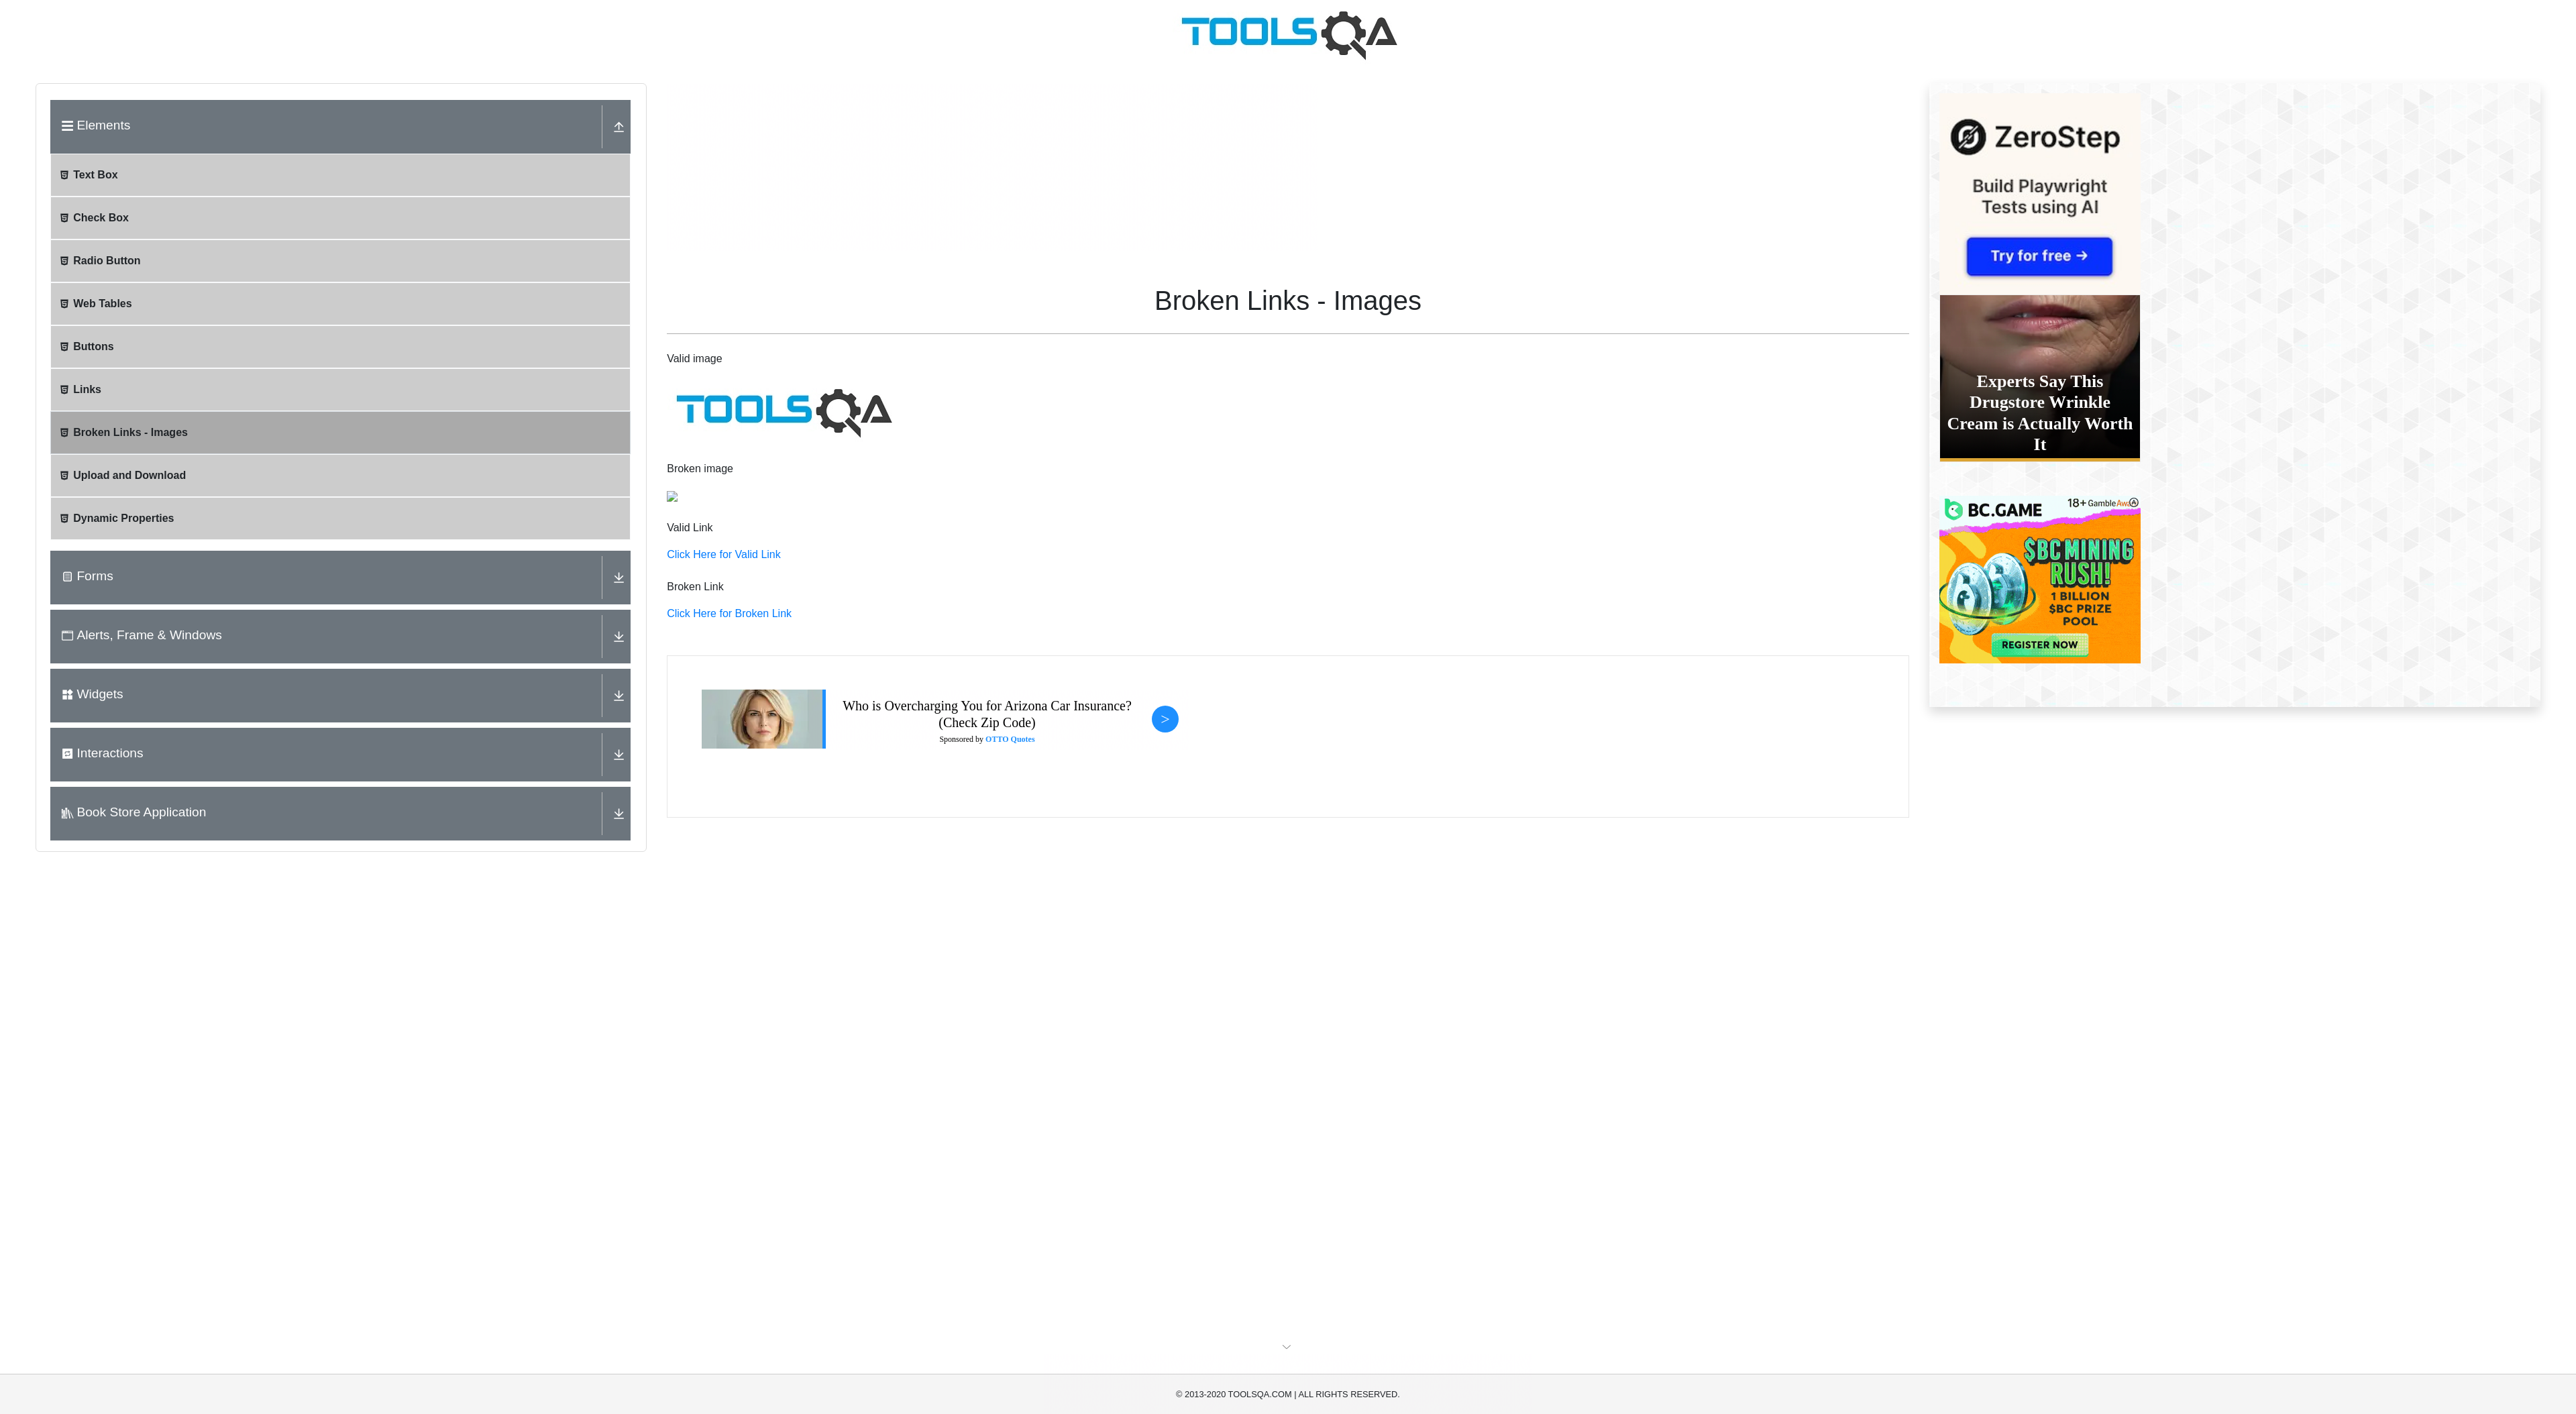 TOOLSQA
Elements
Text Box
Check Box
Radio Button
Web Tables
Buttons
Links
Broken Links - Images
Upload and Download
Dynamic Properties
Forms
Alerts, Frame & Windows
Widgets
Interactions
Book Store Application
Broken Links - Images
Valid image
TOOLSQA
Broken image
Valid Link
Click Here for Valid Link
Broken Link
Click Here for Broken Link
Who is Overcharging You for Arizona Car Insurance?
(Check Zip Code)
Sponsored by OTTO Quotes
>
ZeroStep
Build Playwright
Tests using AI
Try for free →
Experts Say This
Drugstore Wrinkle
Cream is Actually Worth
It
BC.GAME
18+ Gamble
$BC MINING
RUSH!
1 BILLION
$BC PRIZE
POOL
REGISTER NOW
© 2013-2020 TOOLSQA.COM | ALL RIGHTS RESERVED.